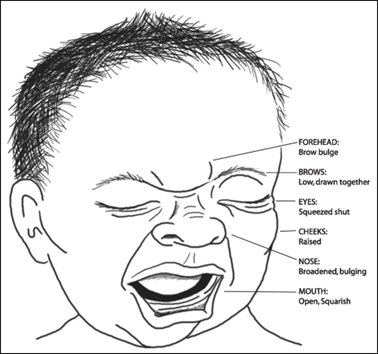 FOREHEAD:
Brow bulge
BROWS:
Low, drawn together
EYES:
Squeezed shut
CHEEKS:
Raised
NOSE:
Broadened, bulging
MOUTH:
Open, Squarish